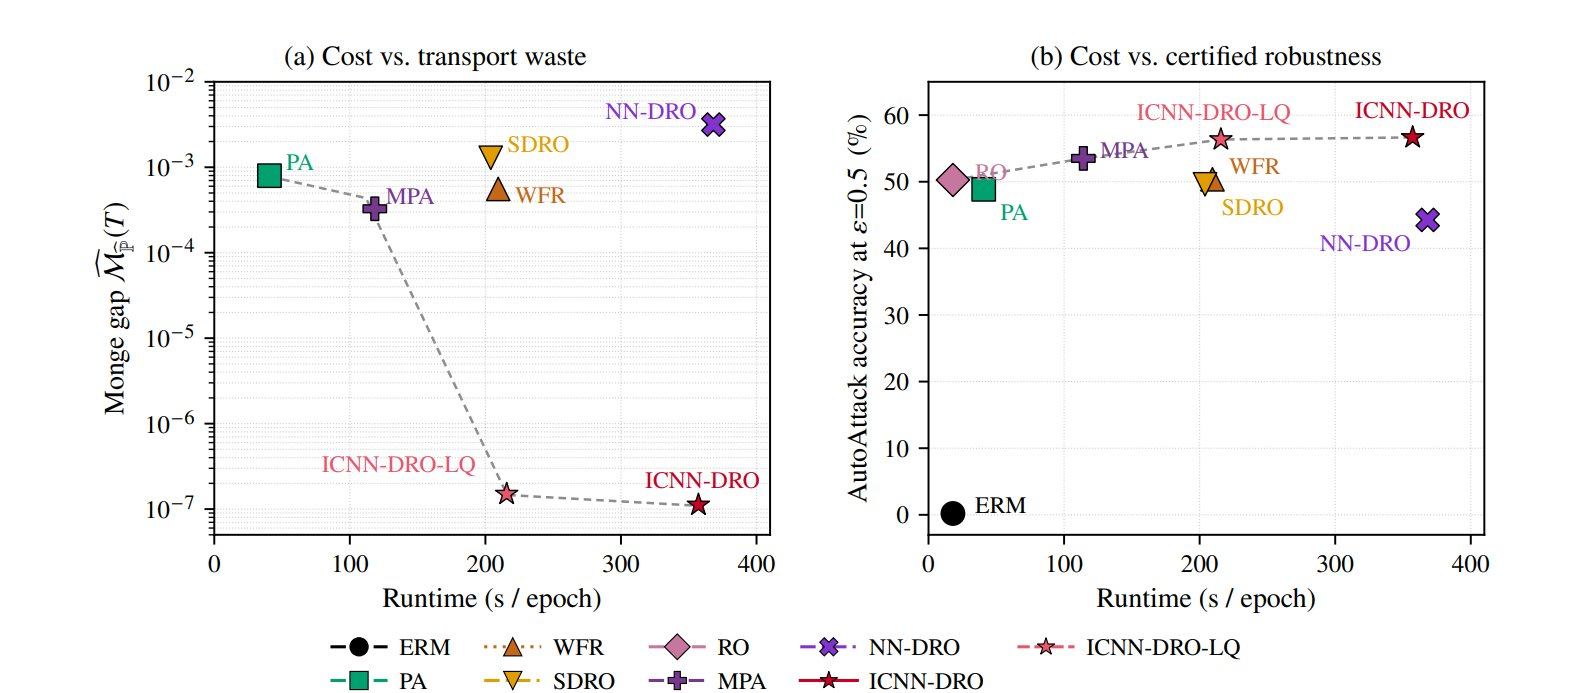 (a) Cost vs. transport waste
10⁻²
10⁻³
10⁻⁴
10⁻⁵
10⁻⁶
10⁻⁷
Monge gap $\widehat{\mathcal{M}}_{\widehat{\mathbb{P}}}(T)$
NN-DRO
SDRO
PA
MPA
WFR
ICNN-DRO-LQ
ICNN-DRO
0 100 200 300 400
Runtime (s / epoch)
(b) Cost vs. certified robustness
60
50
40
30
20
10
0
AutoAttack accuracy at ε=0.5 (%)
ICNN-DRO-LQ
ICNN-DRO
MPA
RO
WFR
PA
SDRO
NN-DRO
ERM
0 100 200 300 400
Runtime (s / epoch)
ERM WFR RO NN-DRO ICNN-DRO-LQ
PA SDRO MPA ICNN-DRO